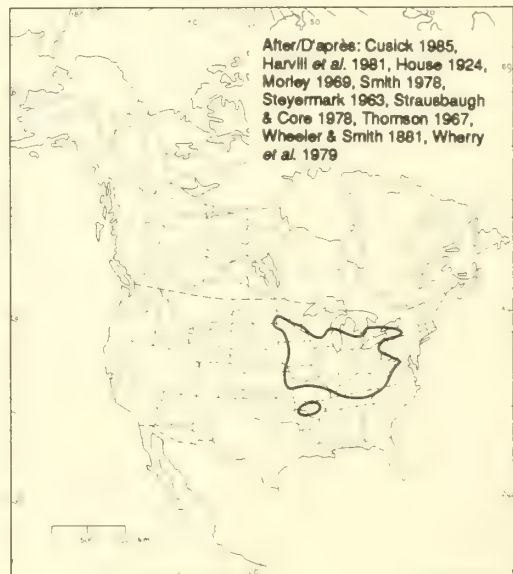 After/D'après: Cusick 1985,
Harvill et al. 1981, House 1924,
Morley 1969, Smith 1978,
Steyermark 1963, Strausbaugh
& Core 1978, Thomson 1967,
Wheeler & Smith 1881, Wherry
et al. 1979
km